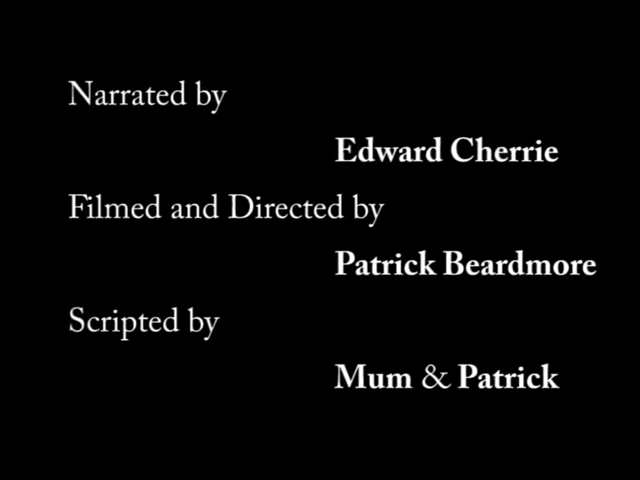 Narrated by
Edward Cherrie
Filmed and Directed by
Patrick Beardmore
Scripted by
Mum & Patrick